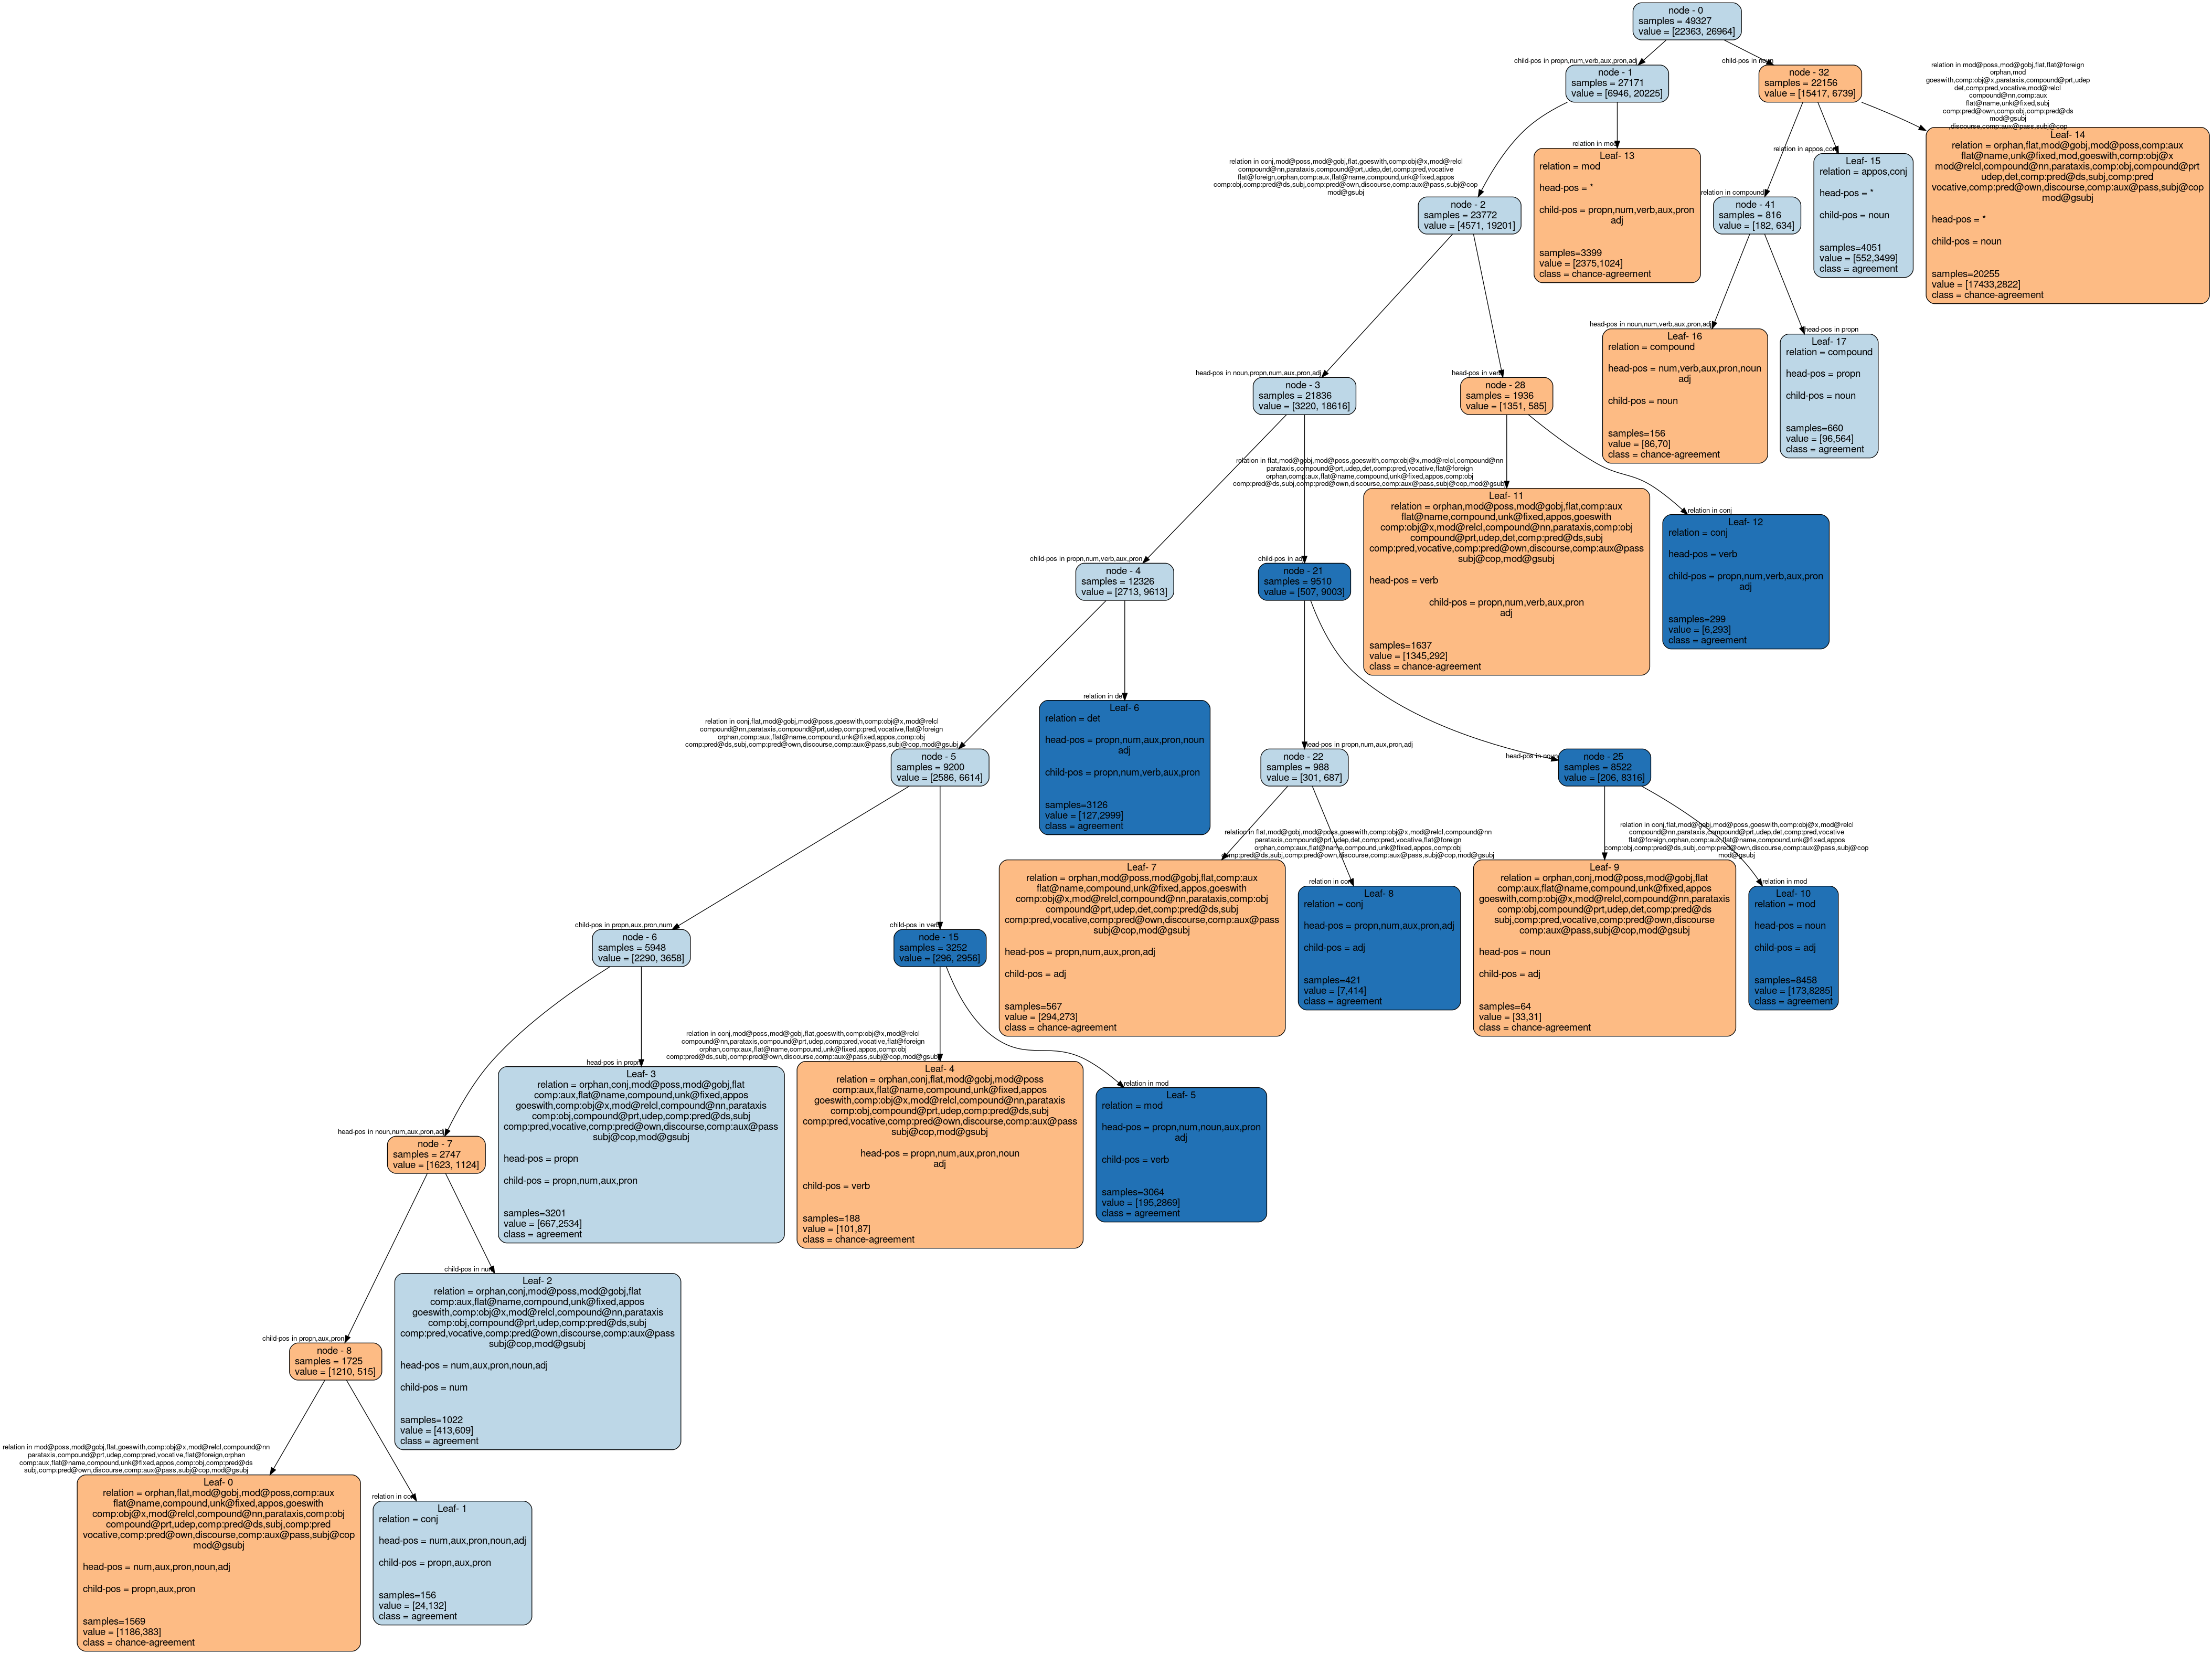 node - 0
samples = 49327
value = [22363, 26964]
child-pos in propn,num,verb,aux,pron,adj
node - 1
samples = 27171
value = [6946, 20225]
child-pos in noun
node - 32
samples = 22156
value = [15417, 6739]
relation in mod@poss,mod@gobj,flat,flat@foreign
orphan,mod
goeswith,comp:obj@x,parataxis,compound@prt,udep
det,comp:pred,vocative,mod@relcl
compound@nn,comp:aux
flat@name,unk@fixed,subj
comp:pred@own,comp:obj,comp:pred@ds
mod@gsubj
,discourse,comp:aux@pass,subj@cop
Leaf- 14
relation = orphan,flat,mod@gobj,mod@poss,comp:aux
flat@name,unk@fixed,mod,goeswith,comp:obj@x
mod@relcl,compound@nn,parataxis,comp:obj,compound@prt
udep,det,comp:pred@ds,subj,comp:pred
vocative,comp:pred@own,discourse,comp:aux@pass,subj@cop
mod@gsubj
head-pos = *
child-pos = noun
samples=20255
value = [17433,2822]
class = chance-agreement
relation in mod
Leaf- 13
relation = mod
head-pos = *
child-pos = propn,num,verb,aux,pron
adj
samples=3399
value = [2375,1024]
class = chance-agreement
relation in appos,conj
Leaf- 15
relation = appos,conj
head-pos = *
child-pos = noun
samples=4051
value = [552,3499]
class = agreement
relation in conj,mod@poss,mod@gobj,flat,goeswith,comp:obj@x,mod@relcl
compound@nn,parataxis,compound@prt,udep,det,comp:pred,vocative
flat@foreign,orphan,comp:aux,flat@name,compound,unk@fixed,appos
comp:obj,comp:pred@ds,subj,comp:pred@own,discourse,comp:aux@pass,subj@cop
mod@gsubj
node - 2
samples = 23772
value = [4571, 19201]
relation in compound
node - 41
samples = 816
value = [182, 634]
head-pos in noun,num,verb,aux,pron,adj
Leaf- 16
relation = compound
head-pos = num,verb,aux,pron,noun
adj
child-pos = noun
samples=156
value = [86,70]
class = chance-agreement
head-pos in propn
Leaf- 17
relation = compound
head-pos = propn
child-pos = noun
samples=660
value = [96,564]
class = agreement
head-pos in noun,propn,num,aux,pron,adj
node - 3
samples = 21836
value = [3220, 18616]
head-pos in verb
node - 28
samples = 1936
value = [1351, 585]
relation in flat,mod@gobj,mod@poss,goeswith,comp:obj@x,mod@relcl,compound@nn
parataxis,compound@prt,udep,det,comp:pred,vocative,flat@foreign
orphan,comp:aux,flat@name,compound,unk@fixed,appos,comp:obj
comp:pred@ds,subj,comp:pred@own,discourse,comp:aux@pass,subj@cop,mod@gsubj
Leaf- 11
relation = orphan,mod@poss,mod@gobj,flat,comp:aux
flat@name,compound,unk@fixed,appos,goeswith
comp:obj@x,mod@relcl,compound@nn,parataxis,comp:obj
compound@prt,udep,det,comp:pred@ds,subj
comp:pred,vocative,comp:pred@own,discourse,comp:aux@pass
subj@cop,mod@gsubj
head-pos = verb
child-pos = propn,num,verb,aux,pron
adj
samples=1637
value = [1345,292]
class = chance-agreement
relation in conj
Leaf- 12
relation = conj
head-pos = verb
child-pos = propn,num,verb,aux,pron
adj
samples=299
value = [6,293]
class = agreement
child-pos in propn,num,verb,aux,pron
node - 4
samples = 12326
value = [2713, 9613]
child-pos in adj
node - 21
samples = 9510
value = [507, 9003]
relation in det
Leaf- 6
relation = det
head-pos = propn,num,aux,pron,noun
adj
child-pos = propn,num,verb,aux,pron
samples=3126
value = [127,2999]
class = agreement
relation in conj,flat,mod@gobj,mod@poss,goeswith,comp:obj@x,mod@relcl
compound@nn,parataxis,compound@prt,udep,comp:pred,vocative,flat@foreign
orphan,comp:aux,flat@name,compound,unk@fixed,appos,comp:obj
comp:pred@ds,subj,comp:pred@own,discourse,comp:aux@pass,subj@cop,mod@gsubj
node - 5
samples = 9200
value = [2586, 6614]
head-pos in propn,num,aux,pron,adj
node - 22
samples = 988
value = [301, 687]
head-pos in noun
node - 25
samples = 8522
value = [206, 8316]
relation in flat,mod@gobj,mod@poss,goeswith,comp:obj@x,mod@relcl,compound@nn
parataxis,compound@prt,udep,det,comp:pred,vocative,flat@foreign
orphan,comp:aux,flat@name,compound,unk@fixed,appos,comp:obj
comp:pred@ds,subj,comp:pred@own,discourse,comp:aux@pass,subj@cop,mod@gsubj
Leaf- 7
relation = orphan,mod@poss,mod@gobj,flat,comp:aux
flat@name,compound,unk@fixed,appos,goeswith
comp:obj@x,mod@relcl,compound@nn,parataxis,comp:obj
compound@prt,udep,det,comp:pred@ds,subj
comp:pred,vocative,comp:pred@own,discourse,comp:aux@pass
subj@cop,mod@gsubj
head-pos = propn,num,aux,pron,adj
child-pos = adj
samples=567
value = [294,273]
class = chance-agreement
relation in conj
Leaf- 8
relation = conj
head-pos = propn,num,aux,pron,adj
child-pos = adj
samples=421
value = [7,414]
class = agreement
relation in conj,flat,mod@gobj,mod@poss,goeswith,comp:obj@x,mod@relcl
compound@nn,parataxis,compound@prt,udep,det,comp:pred,vocative
flat@foreign,orphan,comp:aux,flat@name,compound,unk@fixed,appos
comp:obj,comp:pred@ds,subj,comp:pred@own,discourse,comp:aux@pass,subj@cop
mod@gsubj
Leaf- 9
relation = orphan,conj,mod@poss,mod@gobj,flat
comp:aux,flat@name,compound,unk@fixed,appos
goeswith,comp:obj@x,mod@relcl,compound@nn,parataxis
comp:obj,compound@prt,udep,det,comp:pred@ds
subj,comp:pred,vocative,comp:pred@own,discourse
comp:aux@pass,subj@cop,mod@gsubj
head-pos = noun
child-pos = adj
samples=64
value = [33,31]
class = chance-agreement
relation in mod
Leaf- 10
relation = mod
head-pos = noun
child-pos = adj
samples=8458
value = [173,8285]
class = agreement
child-pos in propn,aux,pron,num
node - 6
samples = 5948
value = [2290, 3658]
child-pos in verb
node - 15
samples = 3252
value = [296, 2956]
head-pos in propn
Leaf- 3
relation = orphan,conj,mod@poss,mod@gobj,flat
comp:aux,flat@name,compound,unk@fixed,appos
goeswith,comp:obj@x,mod@relcl,compound@nn,parataxis
comp:obj,compound@prt,udep,comp:pred@ds,subj
comp:pred,vocative,comp:pred@own,discourse,comp:aux@pass
subj@cop,mod@gsubj
head-pos = propn
child-pos = propn,num,aux,pron
samples=3201
value = [667,2534]
class = agreement
relation in conj,mod@poss,mod@gobj,flat,goeswith,comp:obj@x,mod@relcl
compound@nn,parataxis,compound@prt,udep,comp:pred,vocative,flat@foreign
orphan,comp:aux,flat@name,compound,unk@fixed,appos,comp:obj
comp:pred@ds,subj,comp:pred@own,discourse,comp:aux@pass,subj@cop,mod@gsubj
Leaf- 4
relation = orphan,conj,flat,mod@gobj,mod@poss
comp:aux,flat@name,compound,unk@fixed,appos
goeswith,comp:obj@x,mod@relcl,compound@nn,parataxis
comp:obj,compound@prt,udep,comp:pred@ds,subj
comp:pred,vocative,comp:pred@own,discourse,comp:aux@pass
subj@cop,mod@gsubj
head-pos = propn,num,aux,pron,noun
adj
child-pos = verb
samples=188
value = [101,87]
class = chance-agreement
relation in mod
Leaf- 5
relation = mod
head-pos = propn,num,noun,aux,pron
adj
child-pos = verb
samples=3064
value = [195,2869]
class = agreement
head-pos in noun,num,aux,pron,adj
node - 7
samples = 2747
value = [1623, 1124]
child-pos in num
Leaf- 2
relation = orphan,conj,mod@poss,mod@gobj,flat
comp:aux,flat@name,compound,unk@fixed,appos
goeswith,comp:obj@x,mod@relcl,compound@nn,parataxis
comp:obj,compound@prt,udep,comp:pred@ds,subj
comp:pred,vocative,comp:pred@own,discourse,comp:aux@pass
subj@cop,mod@gsubj
head-pos = num,aux,pron,noun,adj
child-pos = num
samples=1022
value = [413,609]
class = agreement
child-pos in propn,aux,pron
node - 8
samples = 1725
value = [1210, 515]
relation in mod@poss,mod@gobj,flat,goeswith,comp:obj@x,mod@relcl,compound@nn
parataxis,compound@prt,udep,comp:pred,vocative,flat@foreign,orphan
comp:aux,flat@name,compound,unk@fixed,appos,comp:obj,comp:pred@ds
subj,comp:pred@own,discourse,comp:aux@pass,subj@cop,mod@gsubj
Leaf- 0
relation = orphan,flat,mod@gobj,mod@poss,comp:aux
flat@name,compound,unk@fixed,appos,goeswith
comp:obj@x,mod@relcl,compound@nn,parataxis,comp:obj
compound@prt,udep,comp:pred@ds,subj,comp:pred
vocative,comp:pred@own,discourse,comp:aux@pass,subj@cop
mod@gsubj
head-pos = num,aux,pron,noun,adj
child-pos = propn,aux,pron
samples=1569
value = [1186,383]
class = chance-agreement
relation in conj
Leaf- 1
relation = conj
head-pos = num,aux,pron,noun,adj
child-pos = propn,aux,pron
samples=156
value = [24,132]
class = agreement